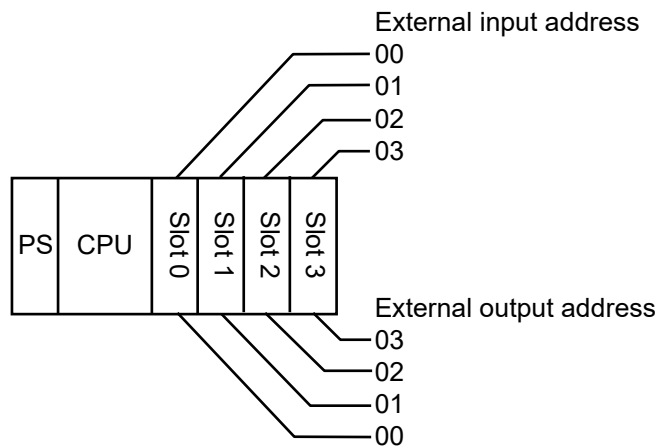 External input address
00
01
02
03
PS
CPU
Slot 0
Slot 1
Slot 2
Slot 3
External output address
03
02
01
00